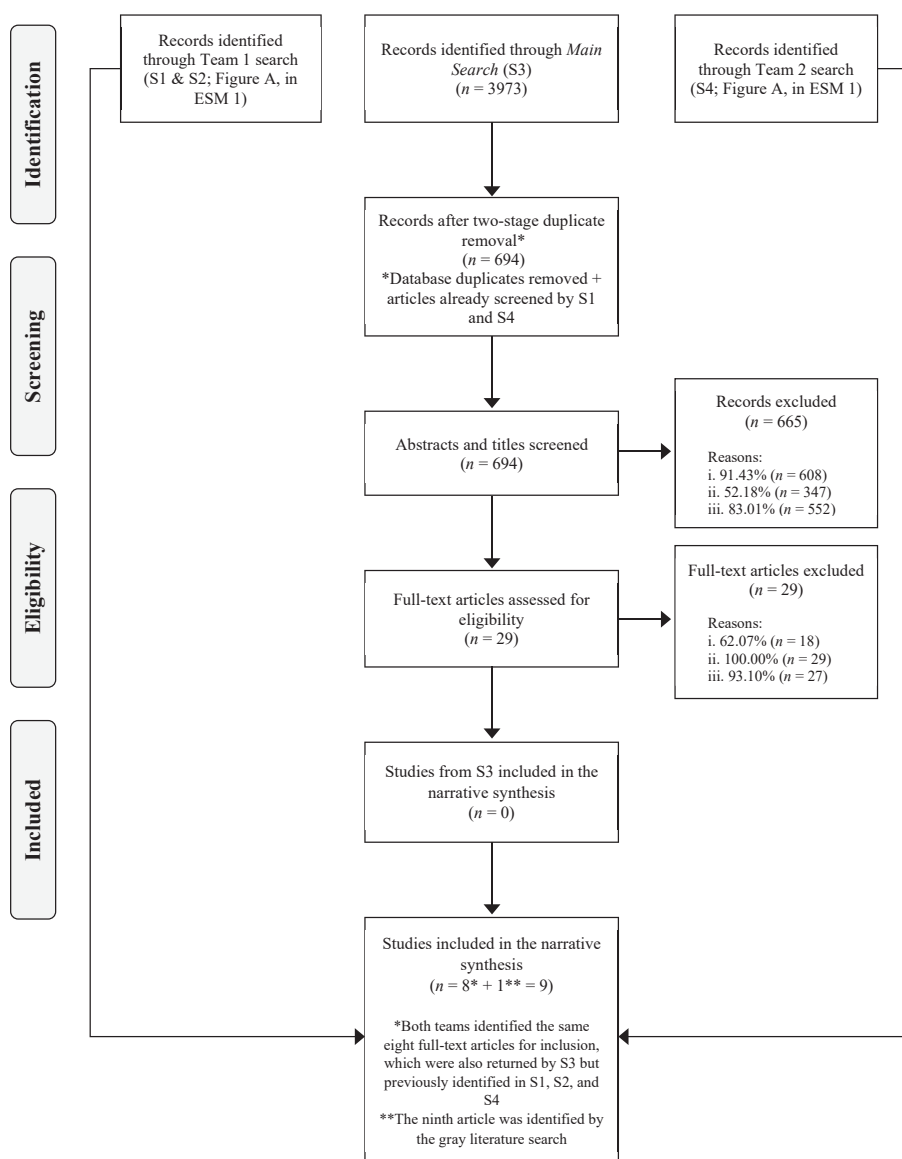 Identification
Records identified
through Team 1 search
(S1 & S2; Figure A, in
ESM 1)
Records identified through Main
Search (S3)
(n = 3973)
Records identified
through Team 2 search
(S4; Figure A, in ESM 1)
Records after two-stage duplicate
removal*
(n = 694)
*Database duplicates removed +
articles already screened by S1
and S4
Screening
Abstracts and titles screened
(n = 694)
Records excluded
(n = 665)
Reasons:
i. 91.43% (n = 608)
ii. 52.18% (n = 347)
iii. 83.01% (n = 552)
Eligibility
Full-text articles assessed for
eligibility
(n = 29)
Full-text articles excluded
(n = 29)
Reasons:
i. 62.07% (n = 18)
ii. 100.00% (n = 29)
iii. 93.10% (n = 27)
Included
Studies from S3 included in the
narrative synthesis
(n = 0)
Studies included in the narrative
synthesis
(n = 8* + 1** = 9)
*Both teams identified the same
eight full-text articles for inclusion,
which were also returned by S3 but
previously identified in S1, S2, and
S4
**The ninth article was identified by
the gray literature search